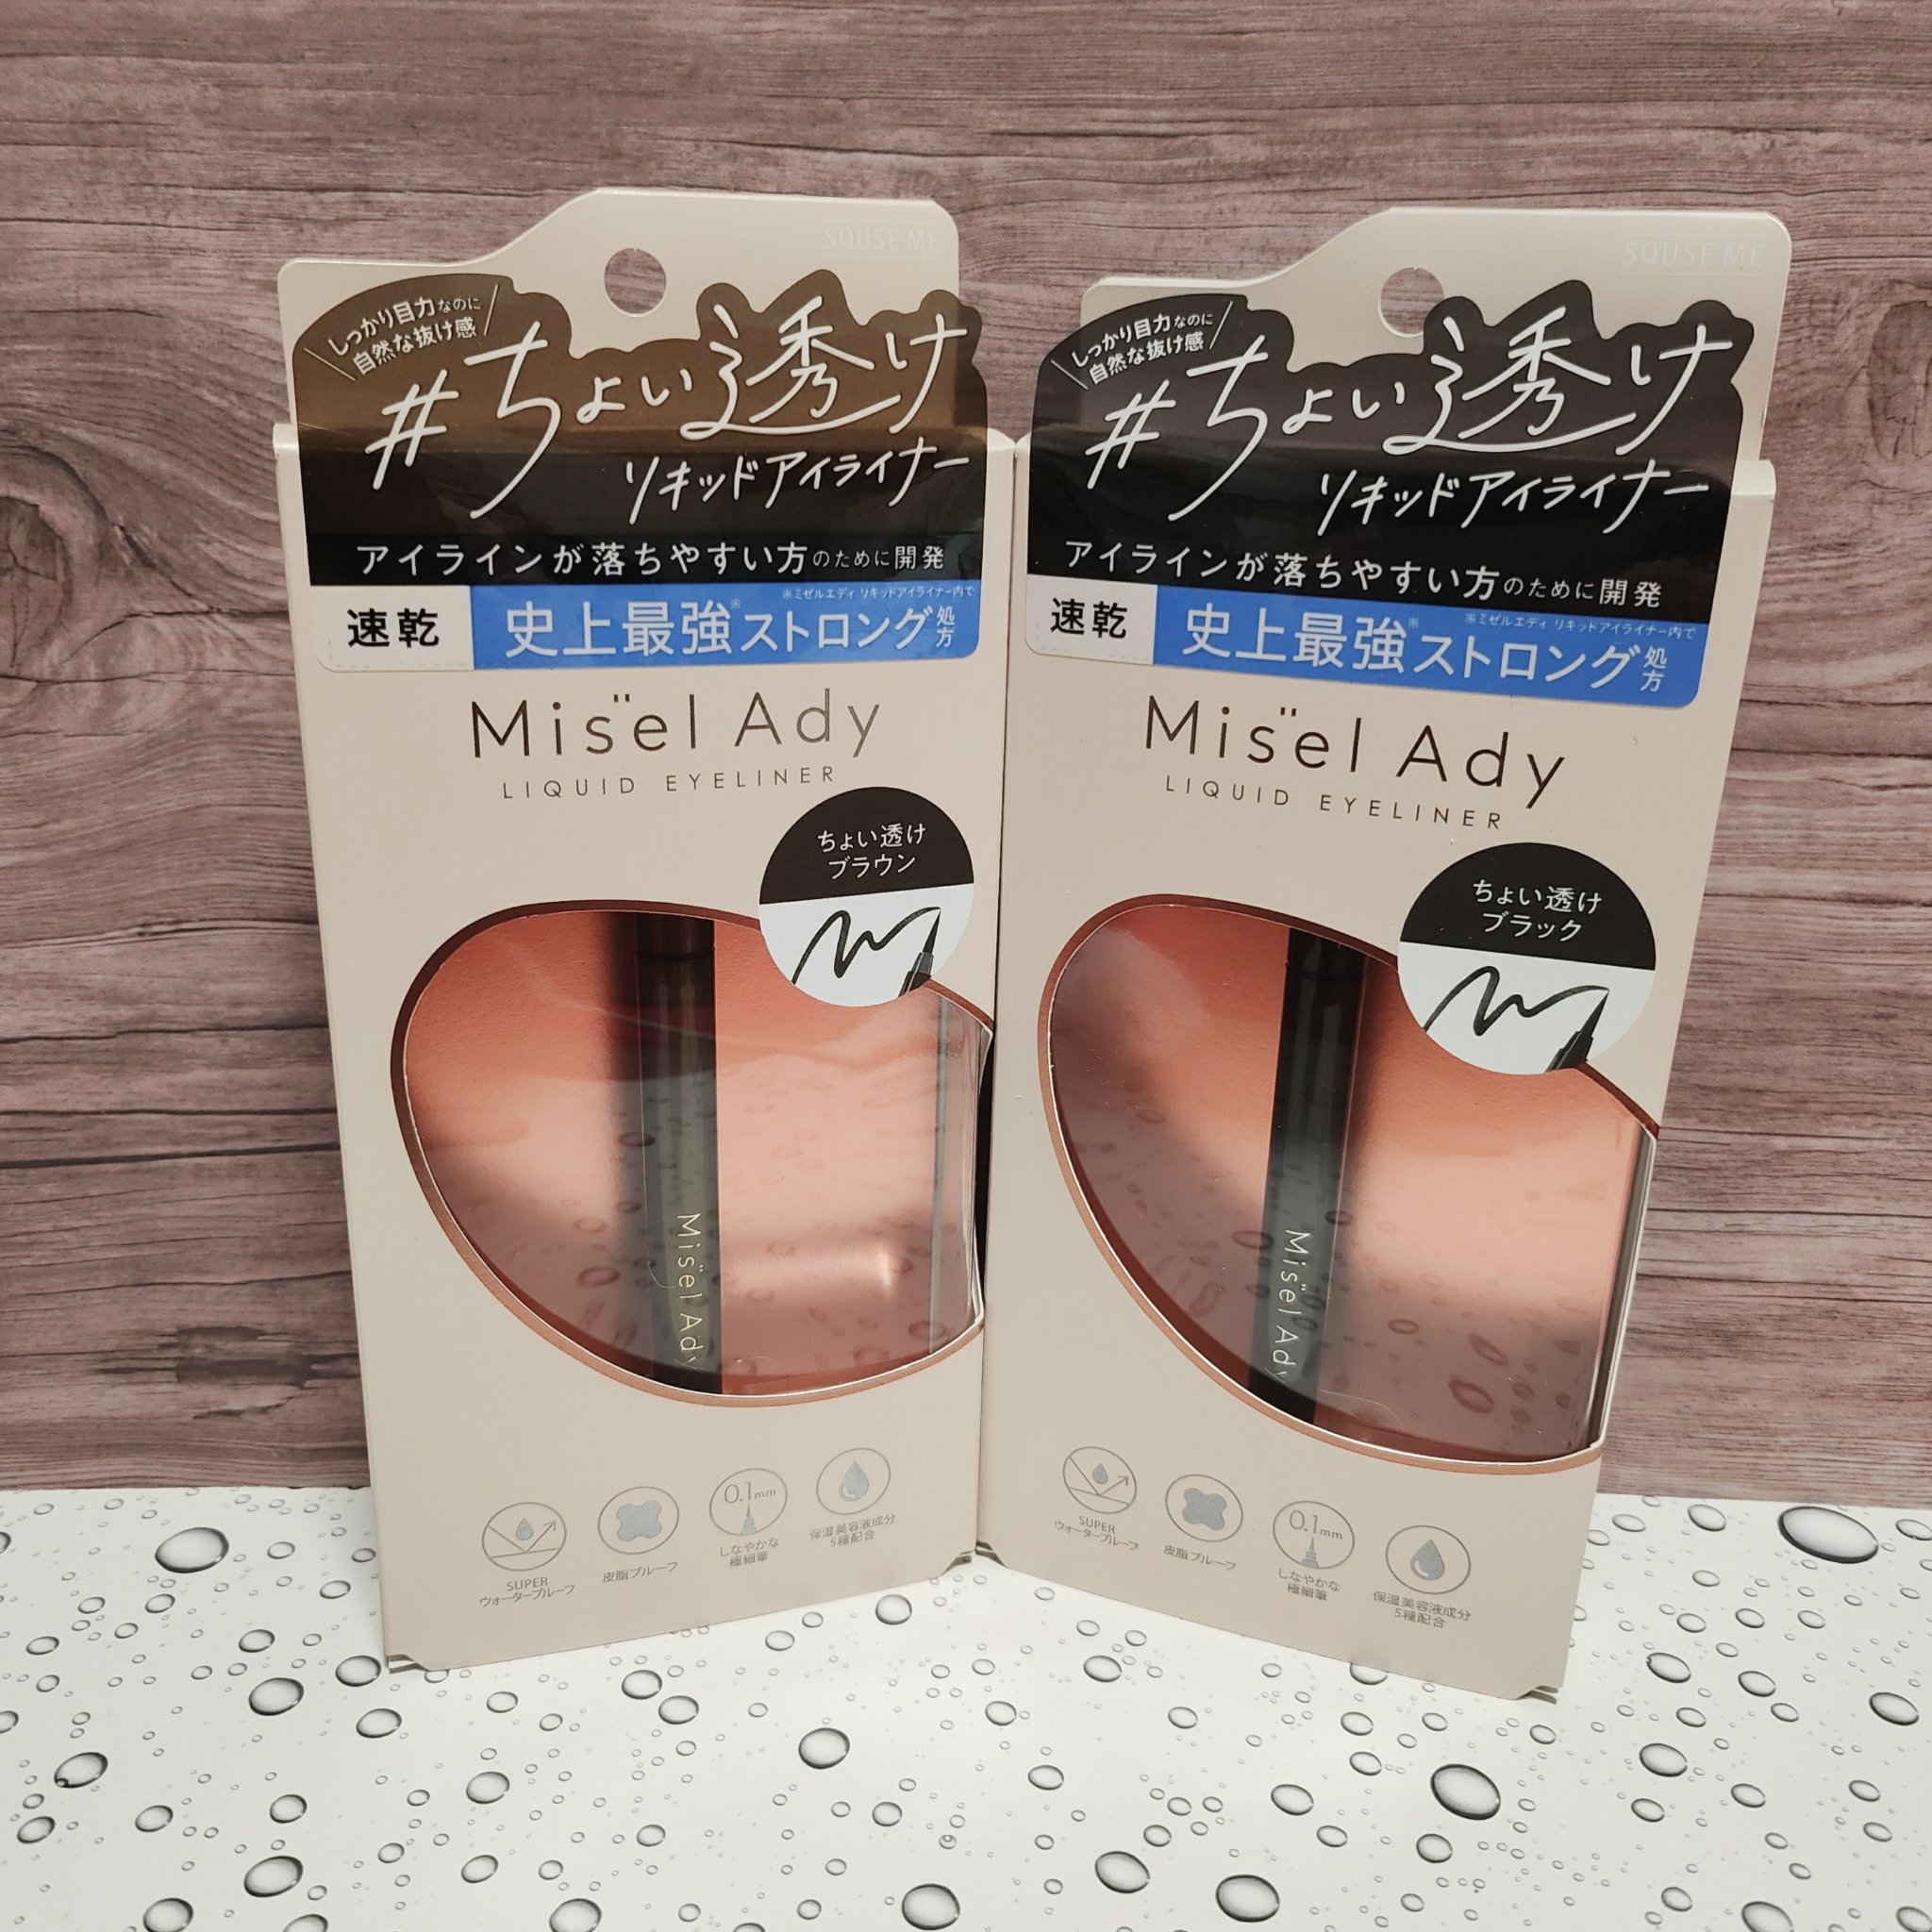 SQUSE ME
しっかり目力なのに
自然な抜け感
#ちょい透け
リキッドアイライナー
アイラインが落ちやすい方のために開発
※ミゼルエディ リキッドアイライナー内で
速乾 史上最強※ストロング処方
Misël Ady
LIQUID EYELINER
ちょい透け
ブラウン
Misël Ady
SUPER
ウォータープルーフ
皮脂プルーフ
0.1mm
しなやかな
極細筆
保湿美容液成分
5種配合
SQUSE ME
しっかり目力なのに
自然な抜け感
#ちょい透け
リキッドアイライナー
アイラインが落ちやすい方のために開発
※ミゼルエディ リキッドアイライナー内で
速乾 史上最強※ストロング処方
Misël Ady
LIQUID EYELINER
ちょい透け
ブラック
Misël Ady
SUPER
ウォータープルーフ
皮脂プルーフ
0.1mm
しなやかな
極細筆
保湿美容液成分
5種配合